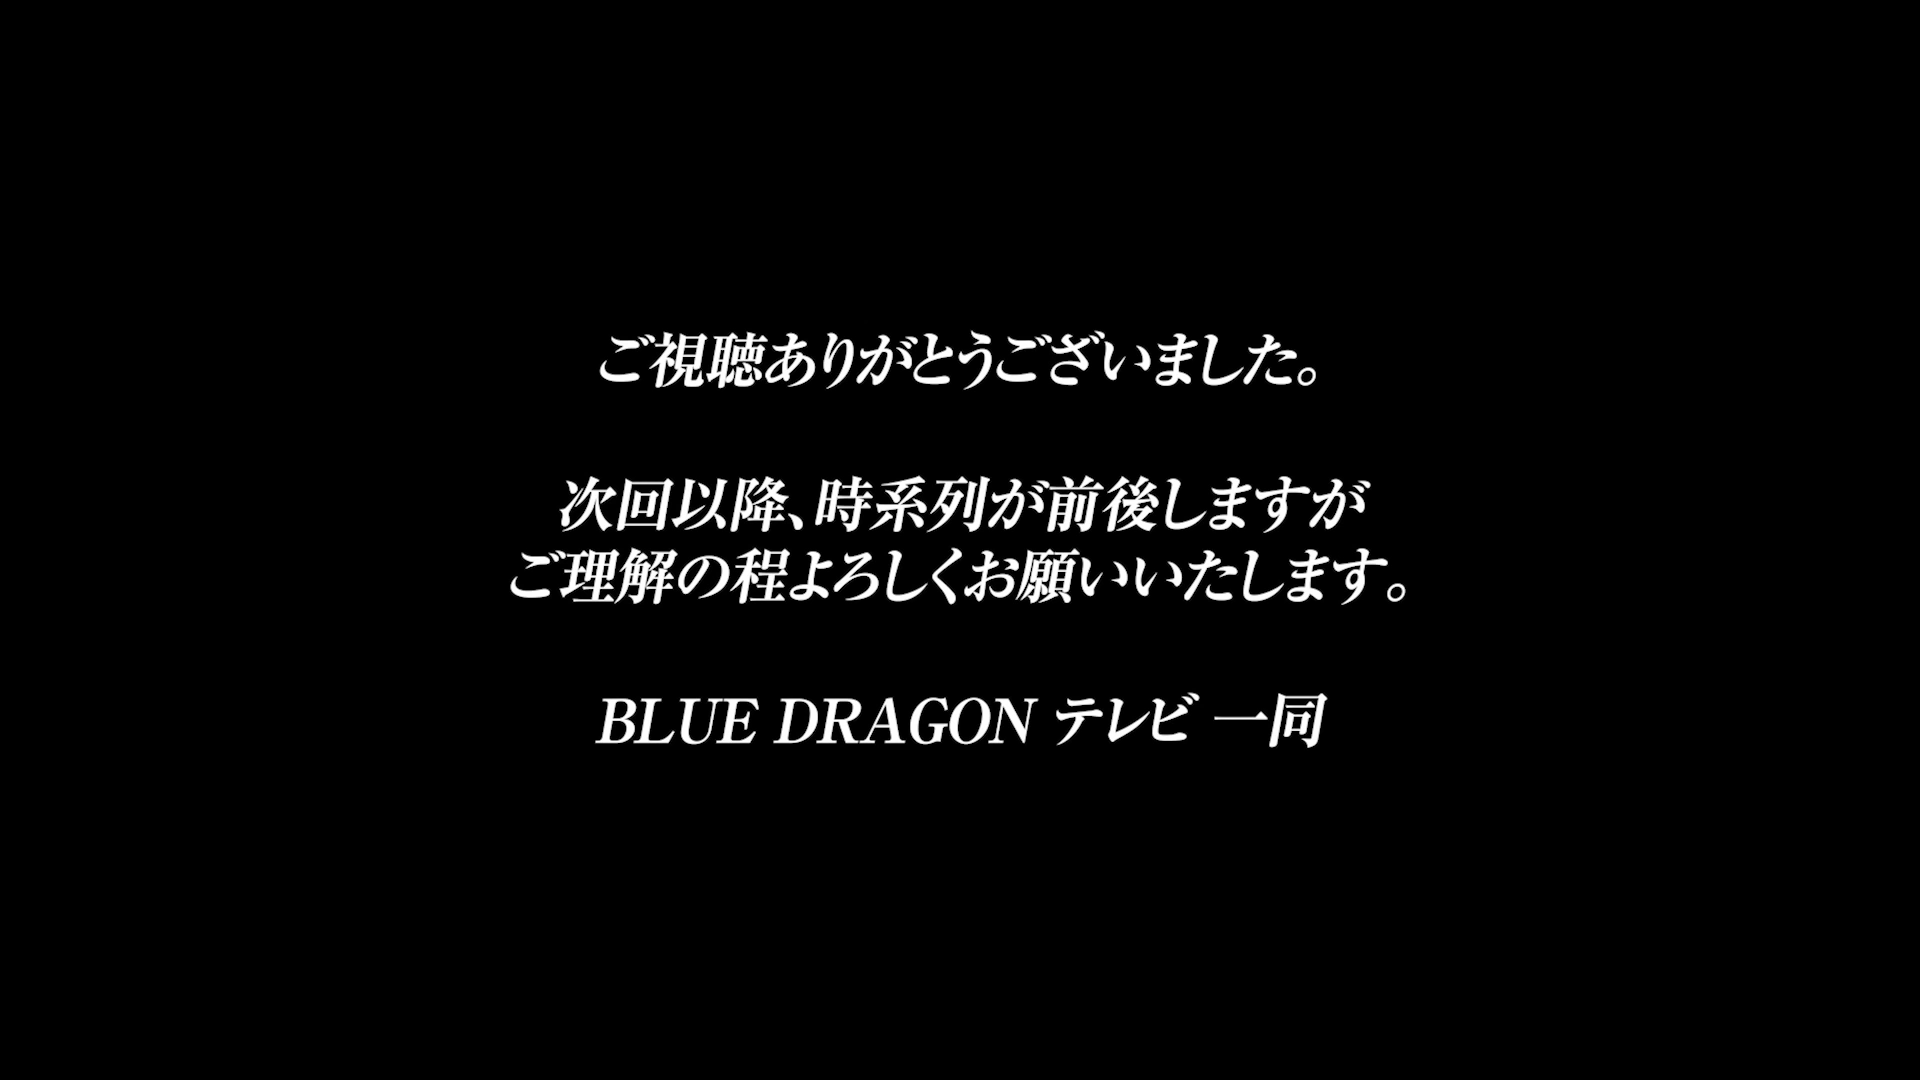 ご視聴ありがとうございました。
次回以降、時系列が前後しますが
ご理解の程よろしくお願いいたします。
BLUE DRAGON テレビ 一同